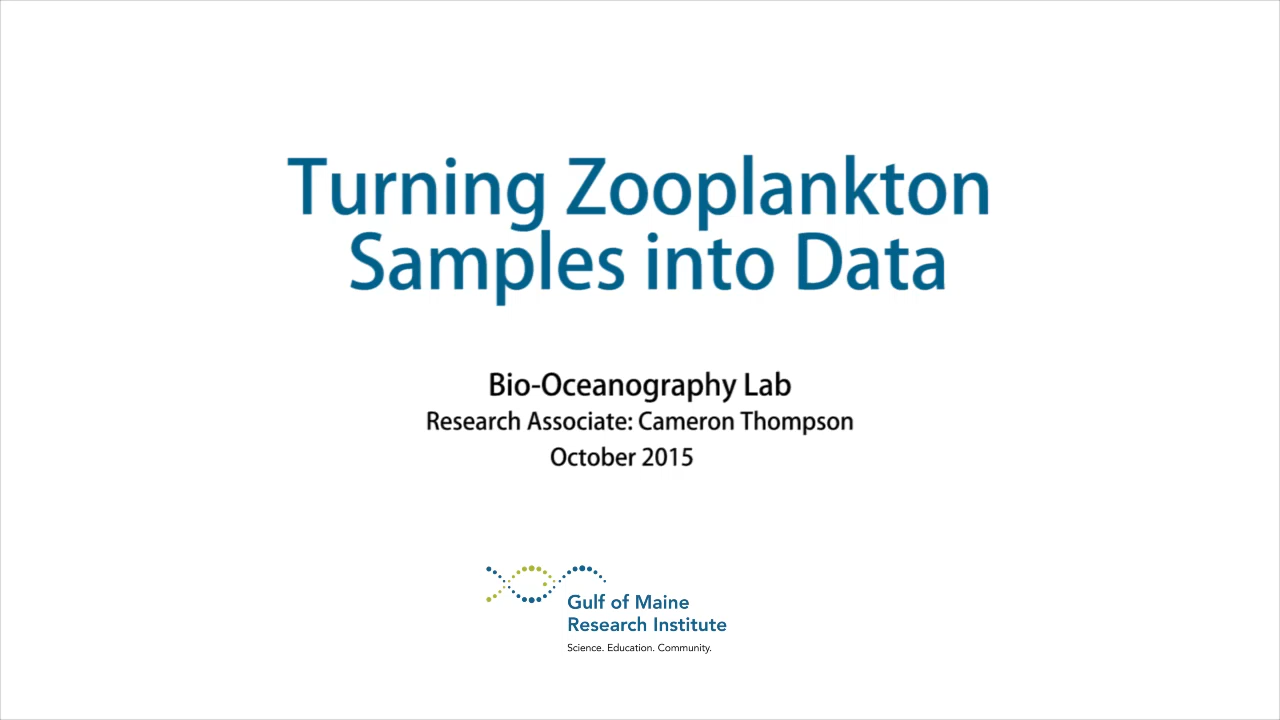 Turning Zooplankton
Samples into Data
Bio-Oceanography Lab
Research Associate: Cameron Thompson
October 2015
Gulf of Maine
Research Institute
Science. Education. Community.